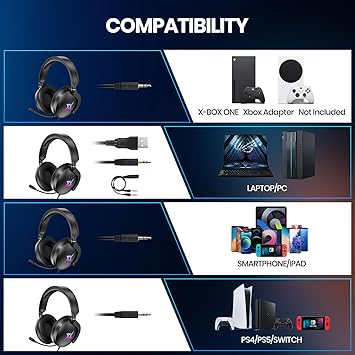 COMPATIBILITY
X-BOX ONE Xbox Adapter Not Included
LAPTOP/PC
SMARTPHONE/IPAD
PS4/PS5/SWITCH